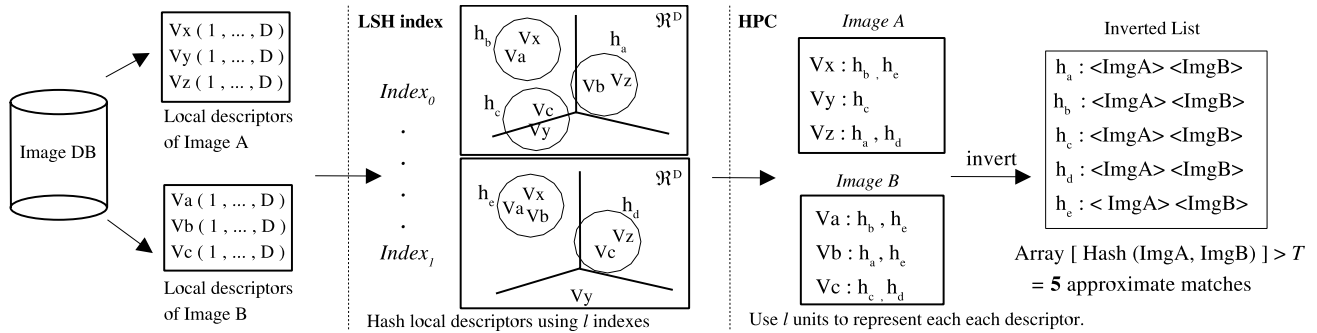 Image DB
Vx ( 1 , ... , D )
Vy ( 1 , ... , D )
Vz ( 1 , ... , D )
Local descriptors
of Image A
Va ( 1 , ... , D )
Vb ( 1 , ... , D )
Vc ( 1 , ... , D )
Local descriptors
of Image B
LSH index
Index0
Index1
ℜD
hb
Vx
Va
ha
Vb Vz
hc
Vc
Vy
ℜD
he
Vx
Va Vb
hd
Vz
Vc
Vy
Hash local descriptors using l indexes
HPC
Image A
Vx : hb , he
Vy : hc
Vz : ha , hd
Image B
Va : hb , he
Vb : ha , he
Vc : hc , hd
Use l units to represent each each descriptor.
invert
Inverted List
ha : <ImgA> <ImgB>
hb : <ImgA> <ImgB>
hc : <ImgA> <ImgB>
hd : <ImgA> <ImgB>
he : < ImgA> <ImgB>
Array [ Hash (ImgA, ImgB) ] > T
= 5 approximate matches